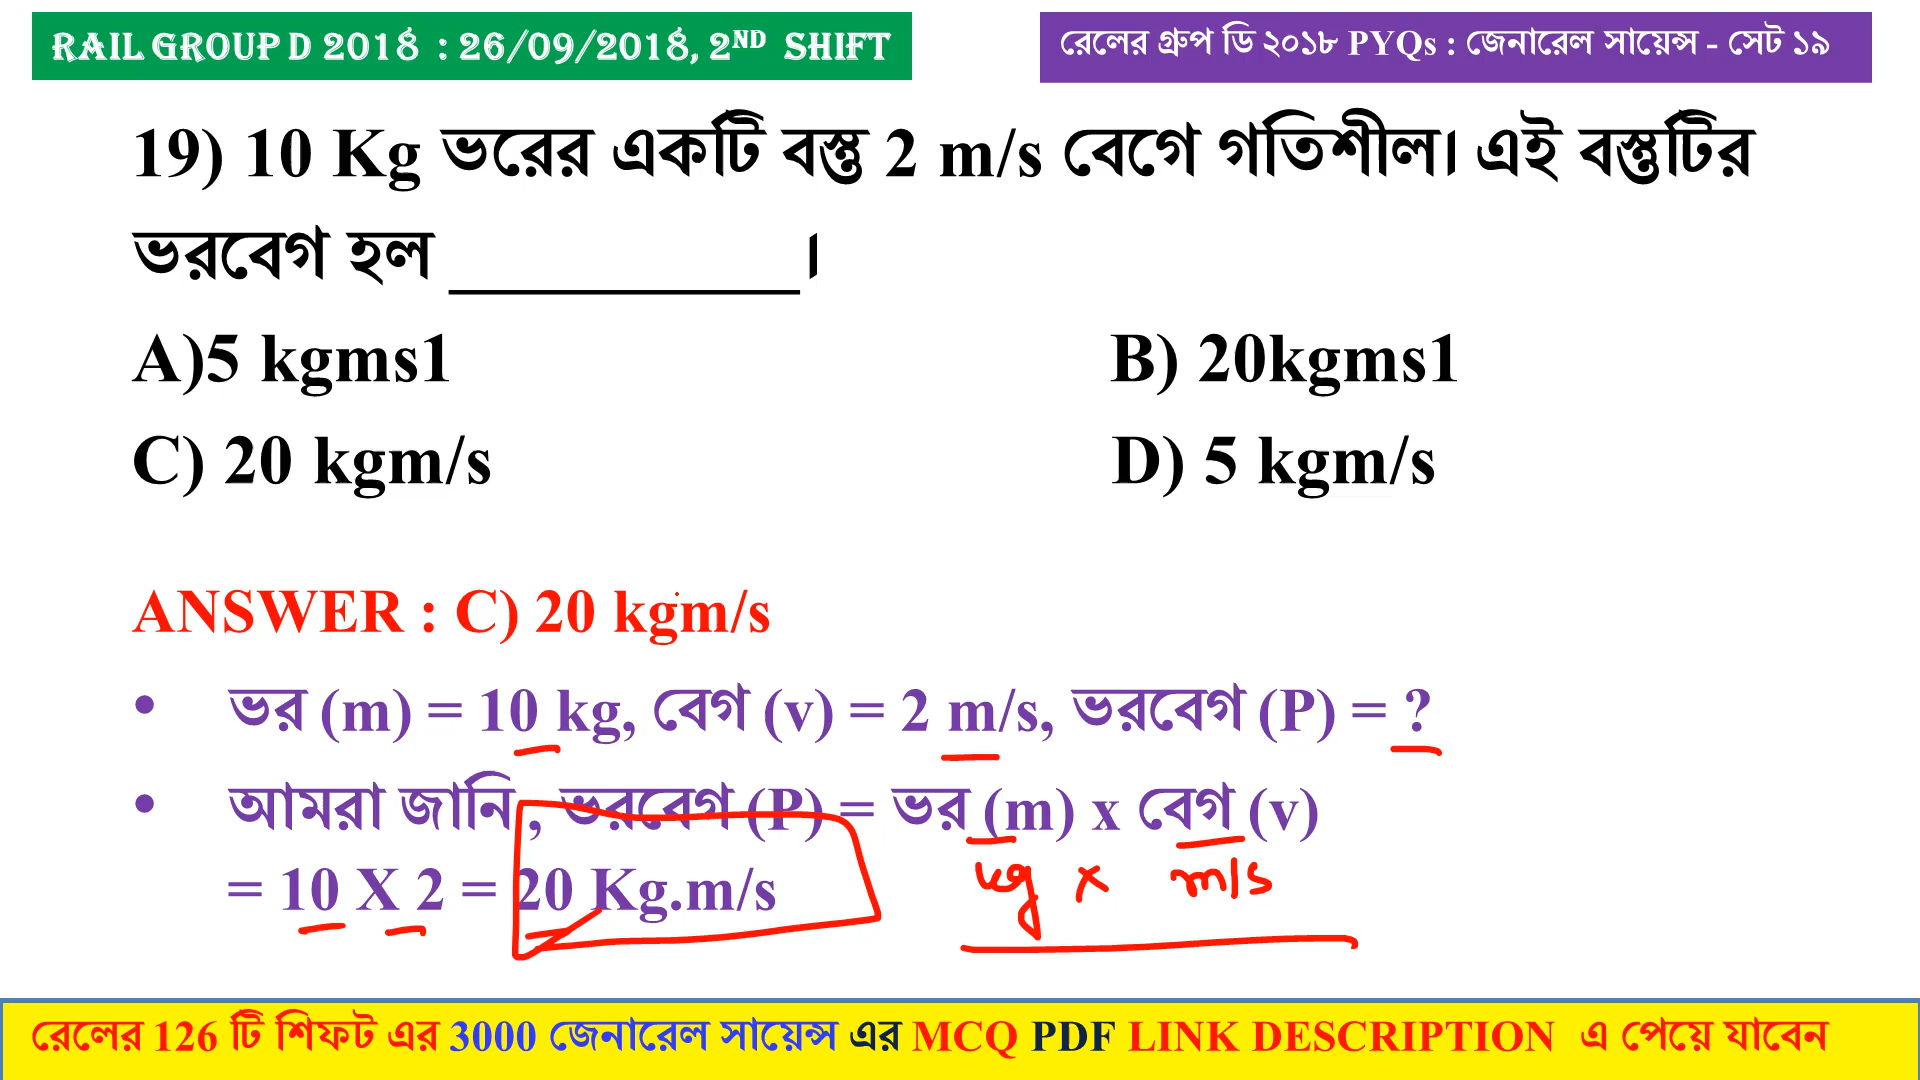 RAIL GROUP D 2018 : 26/09/2018, 2ND SHIFT
রেলের গ্রুপ ডি ২০১৮ PYQs : জেনারেল সায়েন্স - সেট ১৯
19) 10 Kg ভরের একটি বস্তু 2 m/s বেগে গতিশীল। এই বস্তুটির
ভরবেগ হল __________।
A)5 kgms1
B) 20kgms1
C) 20 kgm/s
D) 5 kgm/s
ANSWER : C) 20 kgm/s
• ভর (m) = 10 kg, বেগ (v) = 2 m/s, ভরবেগ (P) = ?
• আমরা জানি , ভরবেগ (P) = ভর (m) x বেগ (v)
= 10 X 2 = 20 Kg.m/s
kg x m/s
রেলের 126 টি শিফট এর 3000 জেনারেল সায়েন্স এর MCQ PDF LINK DESCRIPTION এ পেয়ে যাবেন